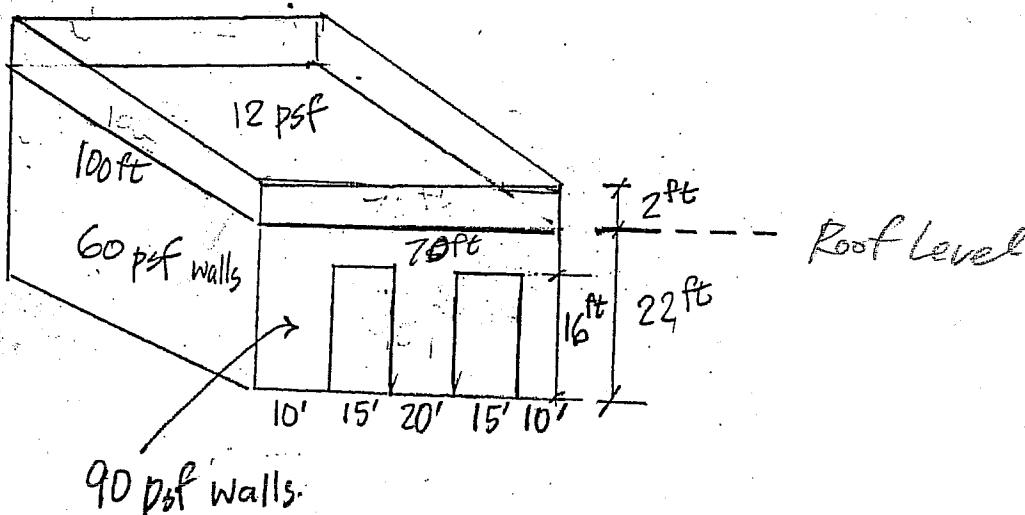 12 psf
100 ft
2 ft
Roof Level
70 ft
60 psf walls
16 ft
22 ft
10' 15' 20' 15' 10'
90 psf walls.